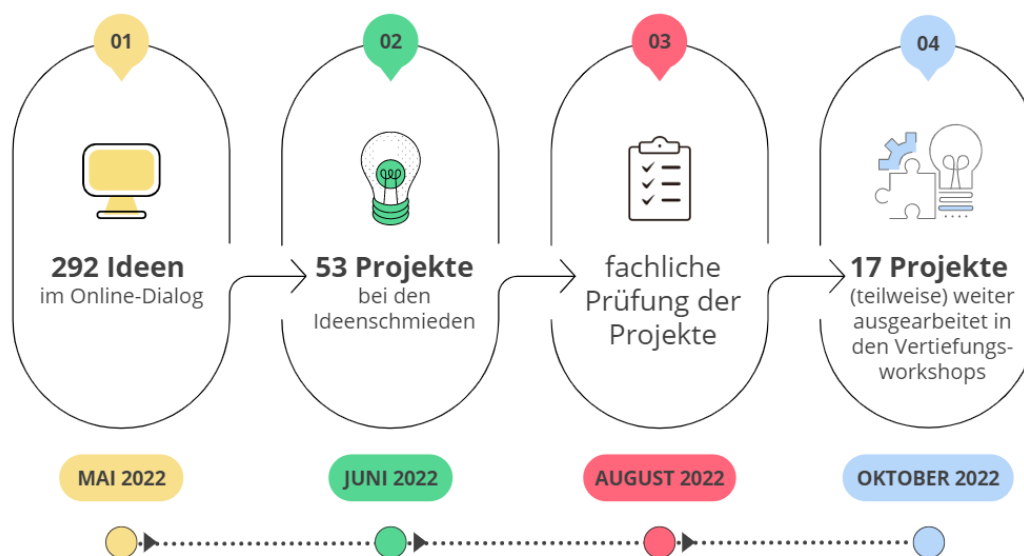 01
292 Ideen
im Online-Dialog
MAI 2022
02
53 Projekte
bei den
Ideenschmieden
JUNI 2022
03
fachliche
Prüfung der
Projekte
AUGUST 2022
04
17 Projekte
(teilweise) weiter
ausgearbeitet in
den Vertiefungs-
workshops
OKTOBER 2022